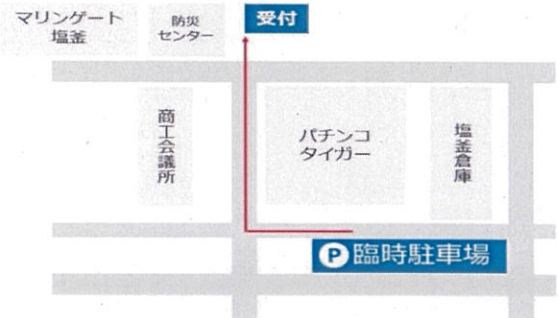 マリンゲート
塩釜
防災
センター
受付
商工会議所
パチンコ
タイガー
塩釜倉庫
P臨時駐車場